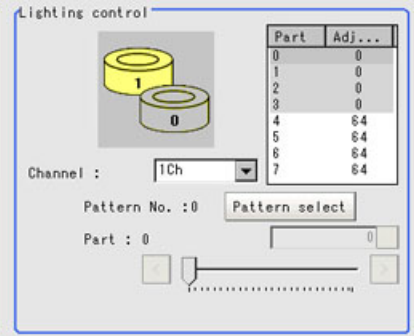 Lighting control
1
0
Part Adj...
0 0
1 0
2 0
3 0
4 64
5 64
6 64
7 64
Channel : 1Ch
Pattern No. :0 Pattern select
Part : 0 0
< >